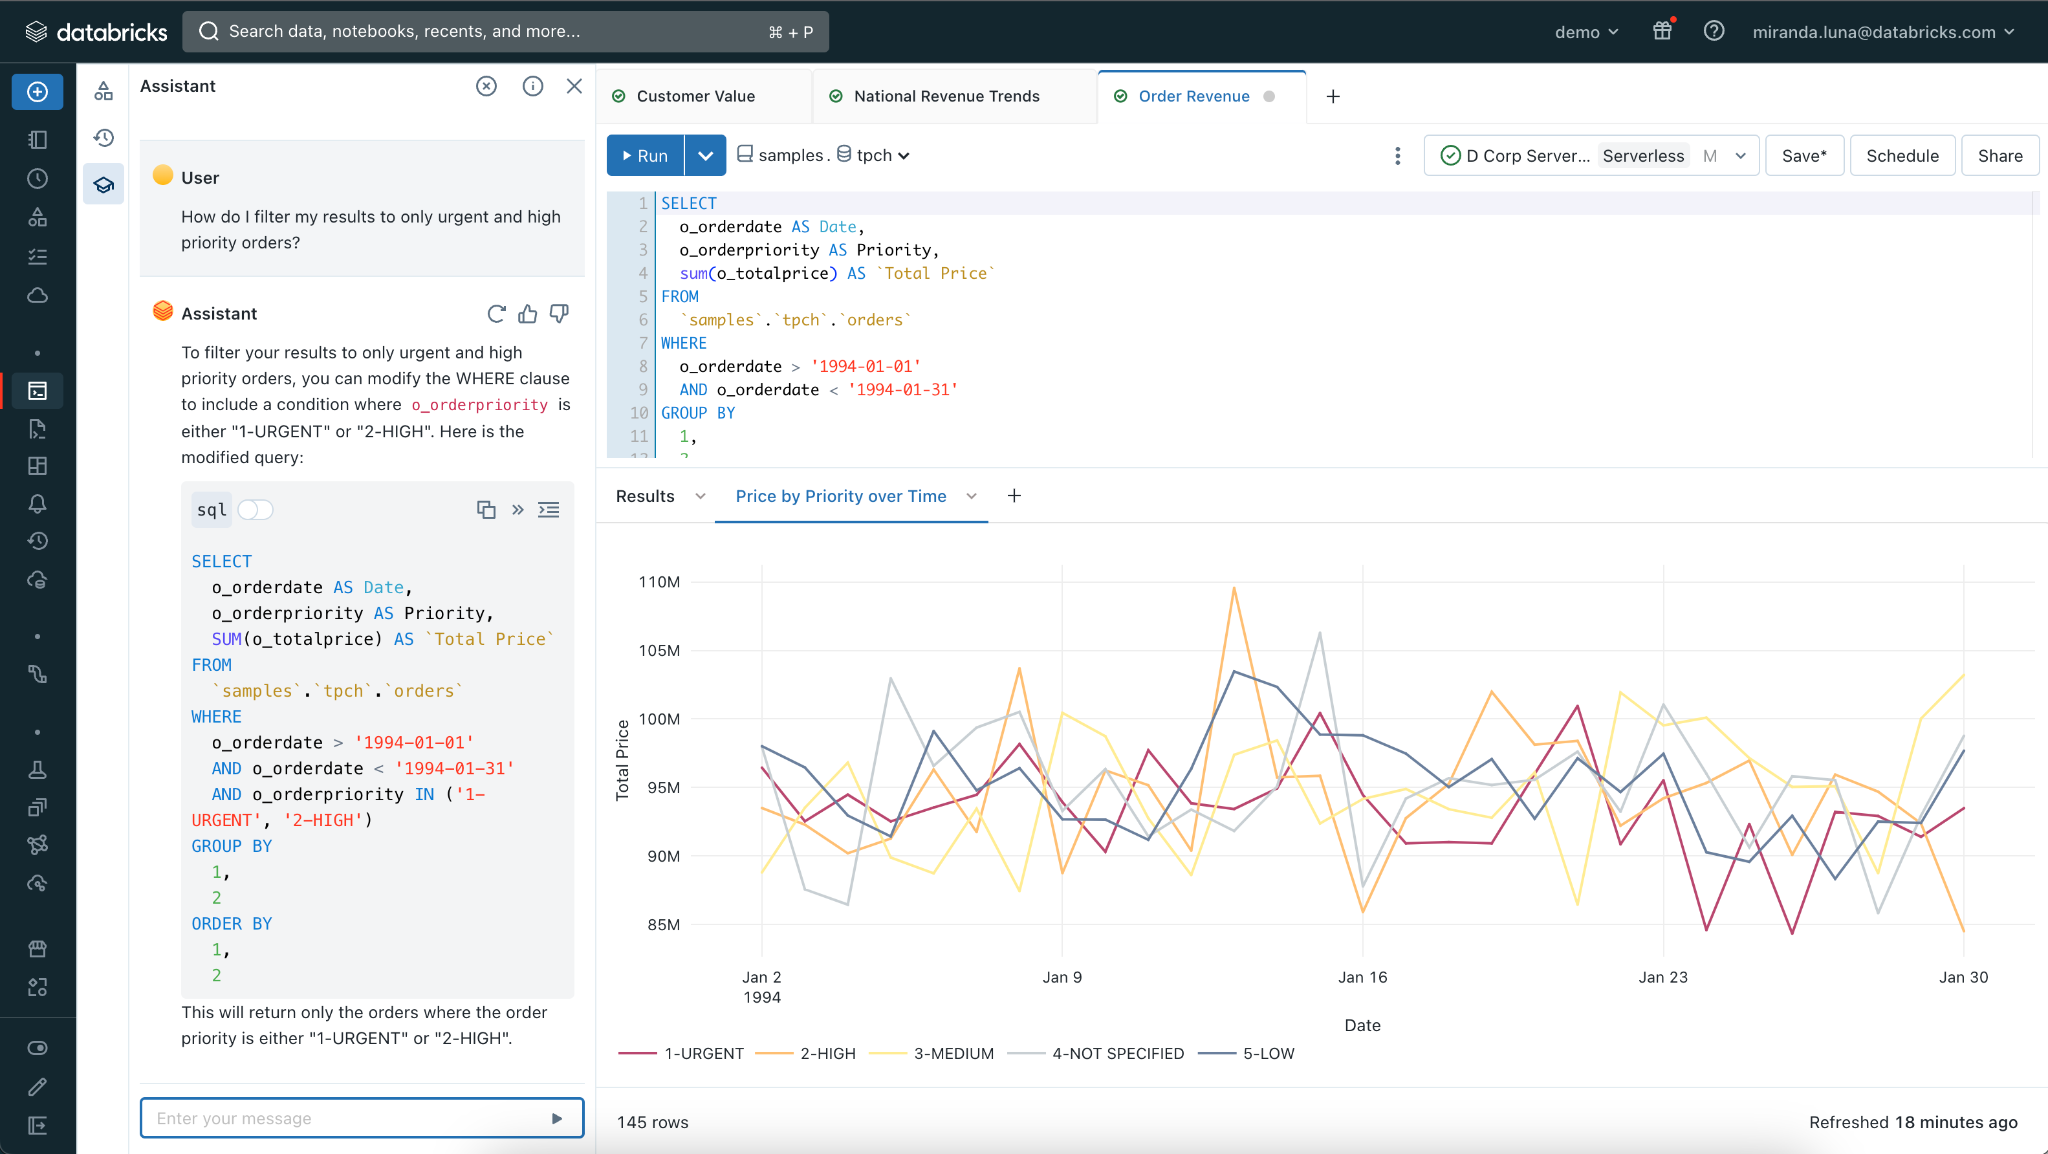 databricks
Search data, notebooks, recents, and more...
⌘ + P
demo
miranda.luna@databricks.com
Assistant
User
How do I filter my results to only urgent and high
priority orders?
Assistant
To filter your results to only urgent and high
priority orders, you can modify the WHERE clause
to include a condition where o_orderpriority is
either "1-URGENT" or "2-HIGH". Here is the
modified query:
sql
SELECT
o_orderdate AS Date,
o_orderpriority AS Priority,
SUM(o_totalprice) AS `Total Price`
FROM
`samples`.`tpch`.`orders`
WHERE
o_orderdate > '1994-01-01'
AND o_orderdate < '1994-01-31'
AND o_orderpriority IN ('1-
URGENT', '2-HIGH')
GROUP BY
1,
2
ORDER BY
1,
2
This will return only the orders where the order
priority is either "1-URGENT" or "2-HIGH".
Enter your message
Customer Value
National Revenue Trends
Order Revenue
Run
samples . tpch
D Corp Server... Serverless M
Save*
Schedule
Share
1 SELECT
2 o_orderdate AS Date,
3 o_orderpriority AS Priority,
4 sum(o_totalprice) AS `Total Price`
5 FROM
6 `samples`.`tpch`.`orders`
7 WHERE
8 o_orderdate > '1994-01-01'
9 AND o_orderdate < '1994-01-31'
10 GROUP BY
11 1,
Results
Price by Priority over Time
110M
105M
100M
95M
90M
85M
Total Price
Jan 2
1994
Jan 9
Jan 16
Jan 23
Jan 30
Date
1-URGENT
2-HIGH
3-MEDIUM
4-NOT SPECIFIED
5-LOW
145 rows
Refreshed 18 minutes ago